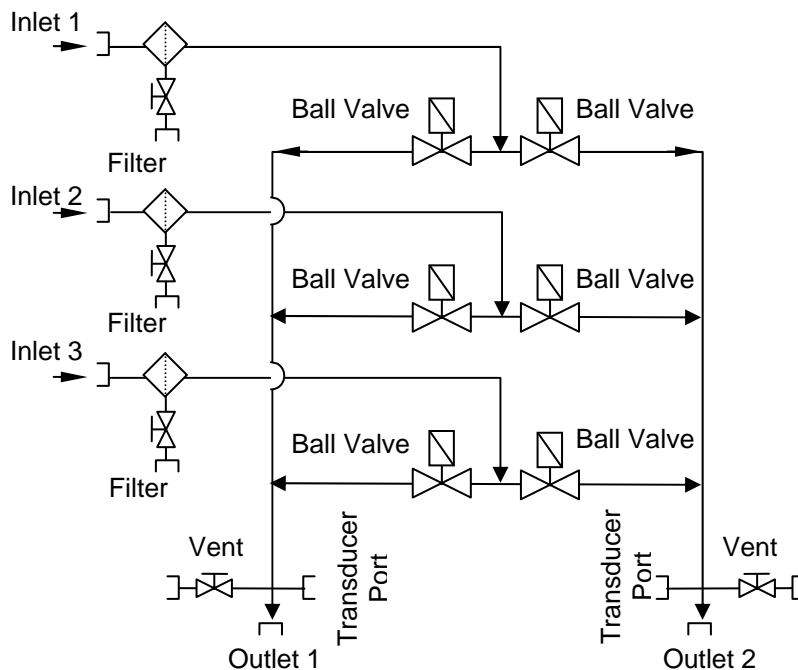 Inlet 1
Ball Valve
Ball Valve
Filter
Inlet 2
Ball Valve
Ball Valve
Filter
Inlet 3
Ball Valve
Ball Valve
Filter
Vent
Transducer
Port
Transducer
Port
Vent
Outlet 1
Outlet 2